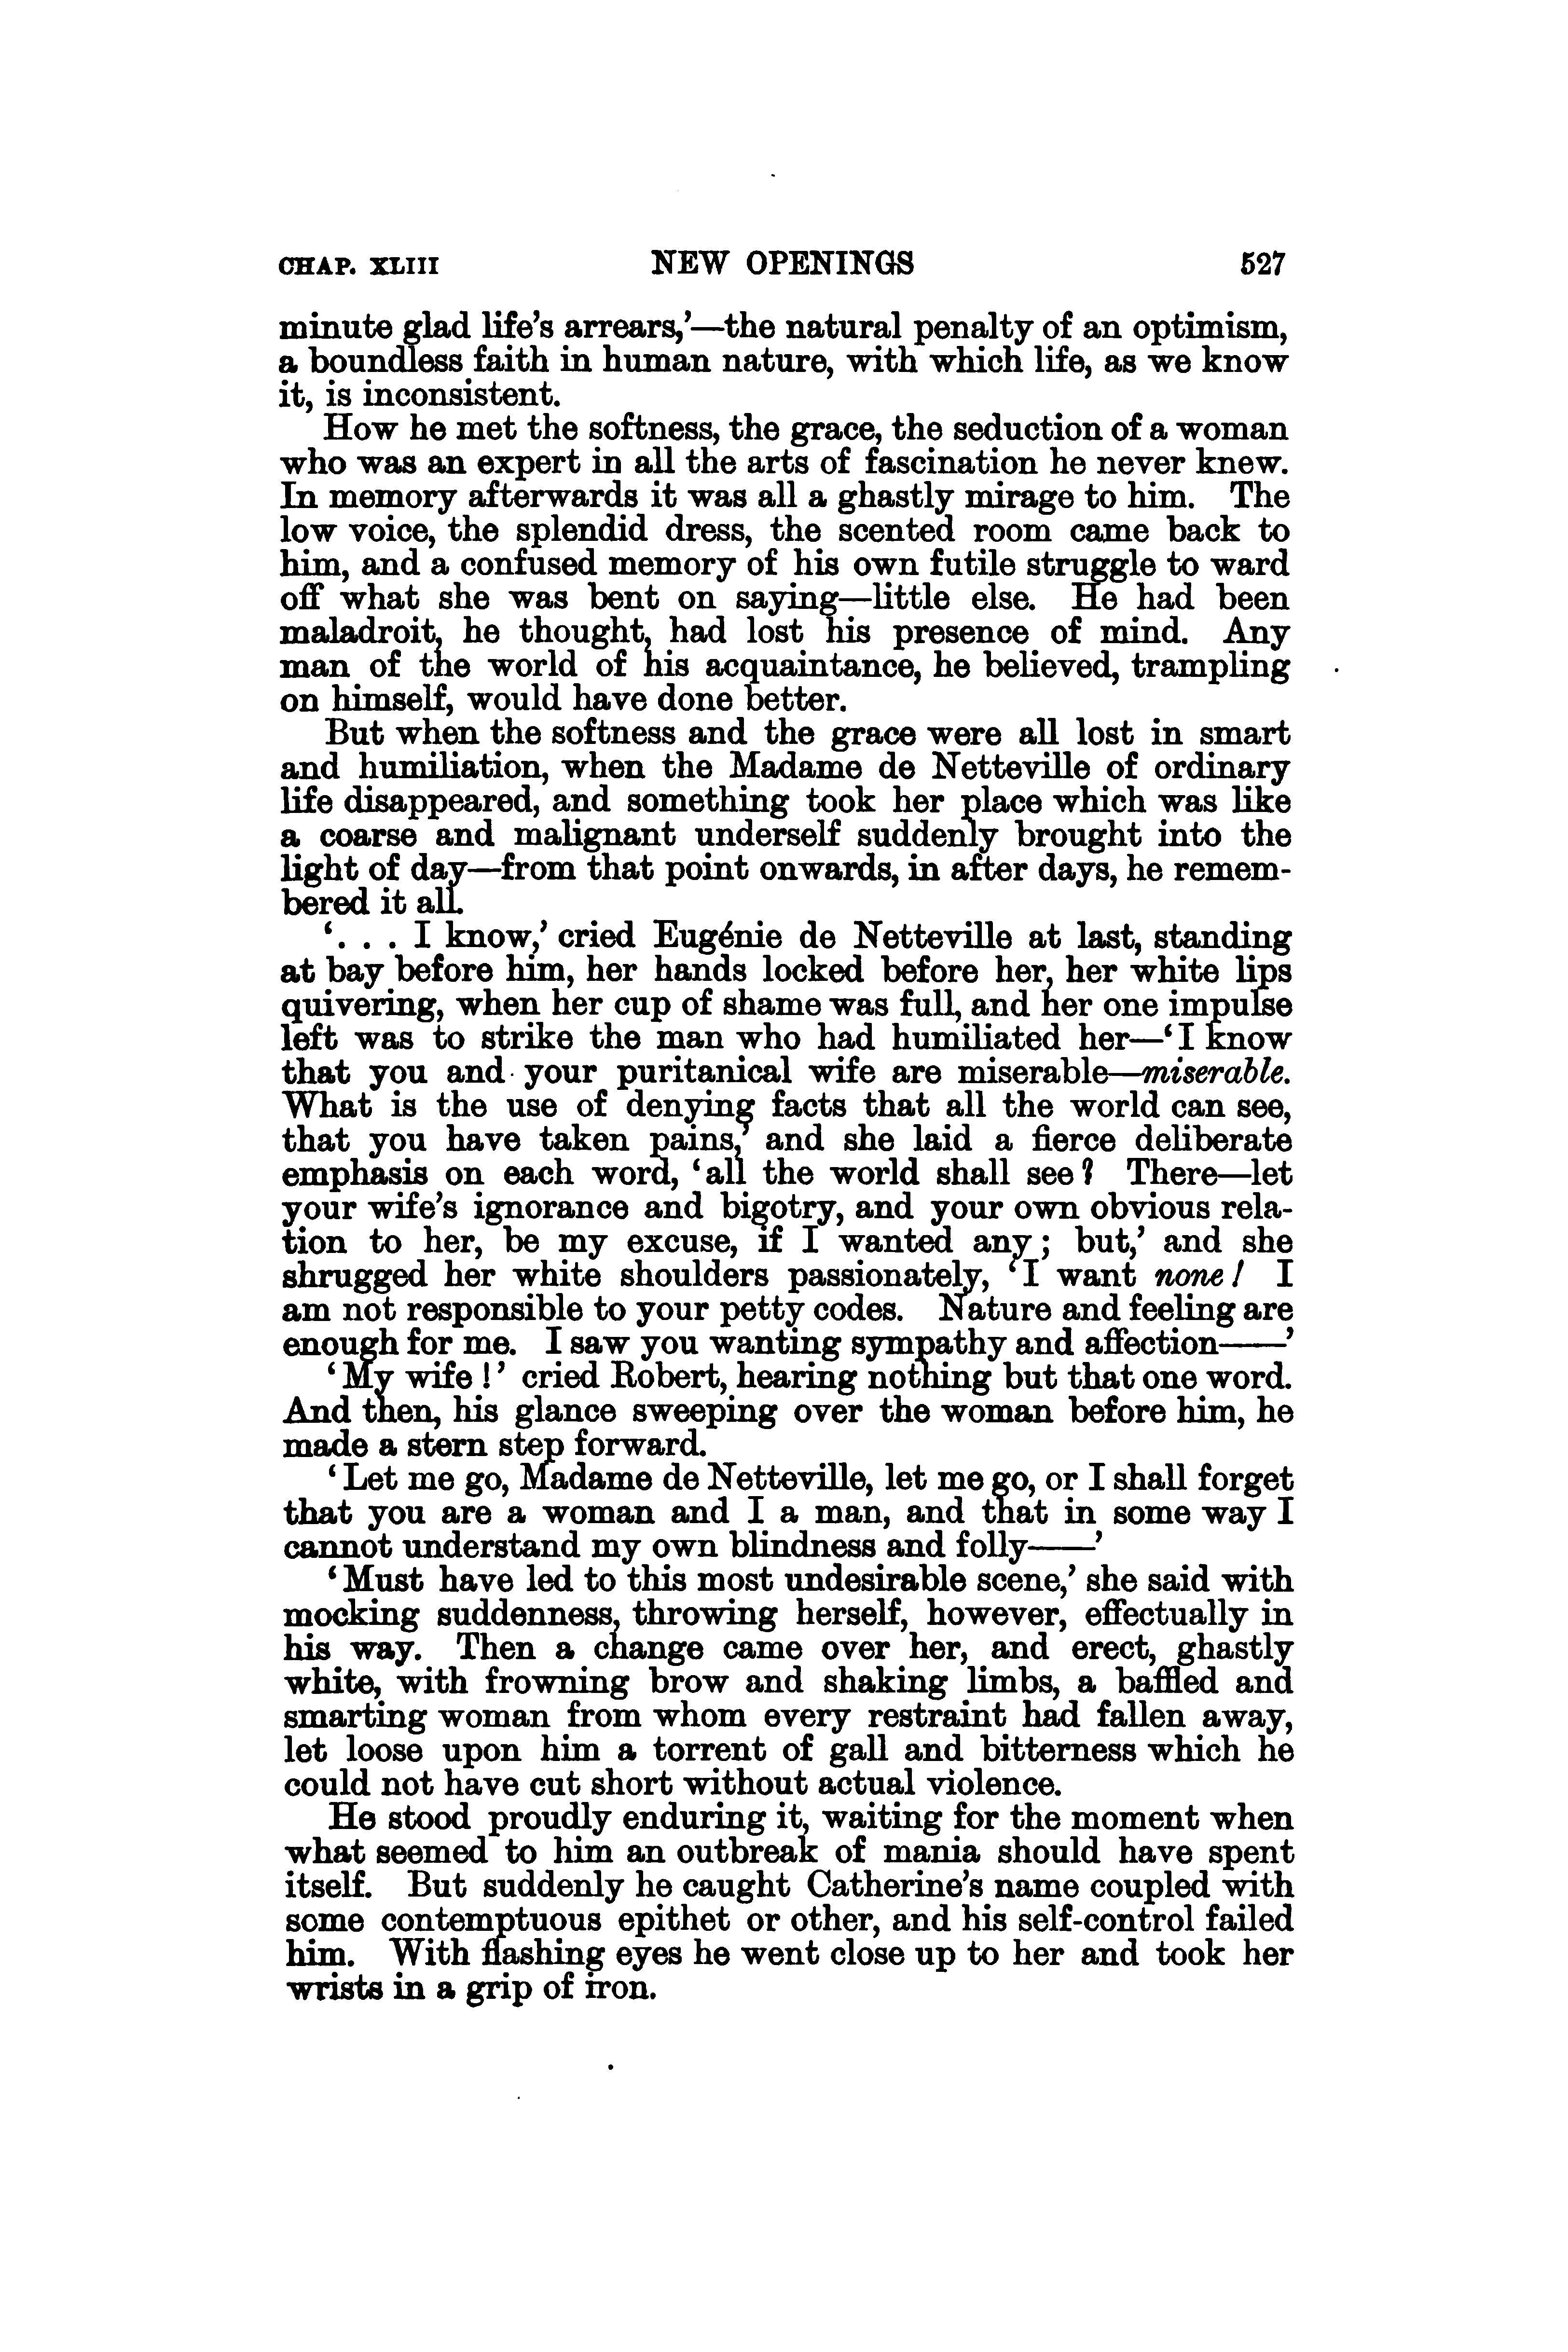 CHAP. XLIII NEW OPENINGS 527
minute glad life's arrears,'—the natural penalty of an optimism,
a boundless faith in human nature, with which life, as we know
it, is inconsistent.
How he met the softness, the grace, the seduction of a woman
who was an expert in all the arts of fascination he never knew.
In memory afterwards it was all a ghastly mirage to him. The
low voice, the splendid dress, the scented room came back to
him, and a confused memory of his own futile struggle to ward
off what she was bent on saying—little else. He had been
maladroit, he thought, had lost his presence of mind. Any
man of the world of his acquaintance, he believed, trampling
on himself, would have done better.
But when the softness and the grace were all lost in smart
and humiliation, when the Madame de Netteville of ordinary
life disappeared, and something took her place which was like
a coarse and malignant underself suddenly brought into the
light of day—from that point onwards, in after days, he remem-
bered it all.
'. . . I know,' cried Eugénie de Netteville at last, standing
at bay before him, her hands locked before her, her white lips
quivering, when her cup of shame was full, and her one impulse
left was to strike the man who had humiliated her—'I know
that you and your puritanical wife are miserable—miserable.
What is the use of denying facts that all the world can see,
that you have taken pains,' and she laid a fierce deliberate
emphasis on each word, 'all the world shall see? There—let
your wife's ignorance and bigotry, and your own obvious rela-
tion to her, be my excuse, if I wanted any; but,' and she
shrugged her white shoulders passionately, 'I want none! I
am not responsible to your petty codes. Nature and feeling are
enough for me. I saw you wanting sympathy and affection——'
'My wife!' cried Robert, hearing nothing but that one word.
And then, his glance sweeping over the woman before him, he
made a stern step forward.
'Let me go, Madame de Netteville, let me go, or I shall forget
that you are a woman and I a man, and that in some way I
cannot understand my own blindness and folly——'
'Must have led to this most undesirable scene,' she said with
mocking suddenness, throwing herself, however, effectually in
his way. Then a change came over her, and erect, ghastly
white, with frowning brow and shaking limbs, a baffled and
smarting woman from whom every restraint had fallen away,
let loose upon him a torrent of gall and bitterness which he
could not have cut short without actual violence.
He stood proudly enduring it, waiting for the moment when
what seemed to him an outbreak of mania should have spent
itself. But suddenly he caught Catherine's name coupled with
some contemptuous epithet or other, and his self-control failed
him. With flashing eyes he went close up to her and took her
wrists in a grip of iron.